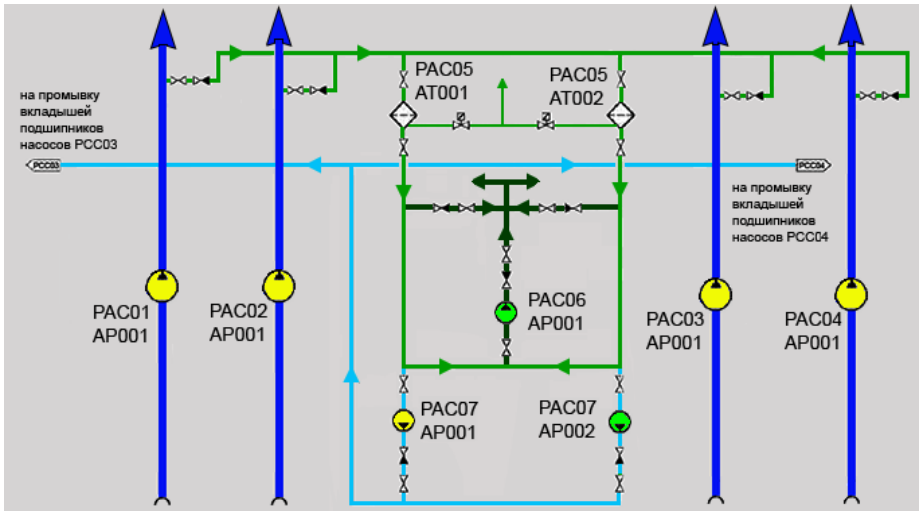 PAC05
AT001
PAC05
AT002
на промывку
вкладышей
подшипников
насосов PCC03
PCC03
PCC04
на промывку
вкладышей
подшипников
насосов PCC04
PAC01
AP001
PAC02
AP001
PAC06
AP001
PAC03
AP001
PAC04
AP001
PAC07
AP001
PAC07
AP002